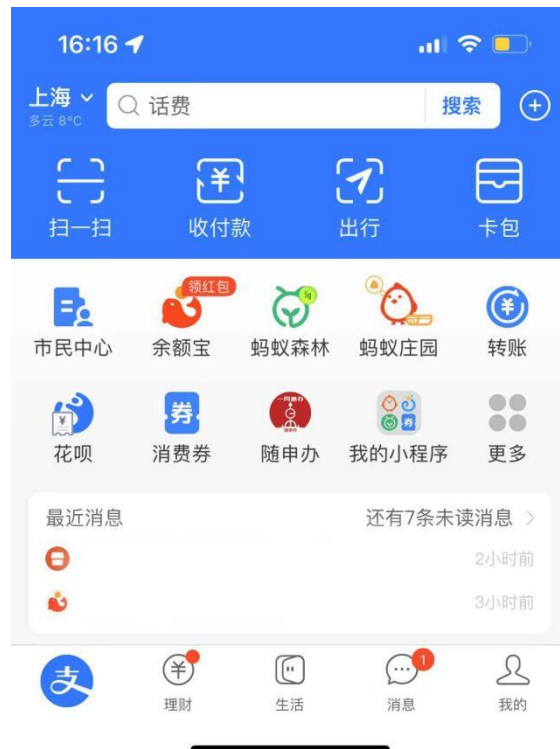 16:16
上海
多云 8°C
话费
搜索
扫一扫
收付款
出行
卡包
领红包
5g
市民中心
余额宝
蚂蚁森林
蚂蚁庄园
转账
券
花呗
消费券
随申办
我的小程序
更多
最近消息
还有7条未读消息
2小时前
3小时前
支
理财
生活
1
消息
我的